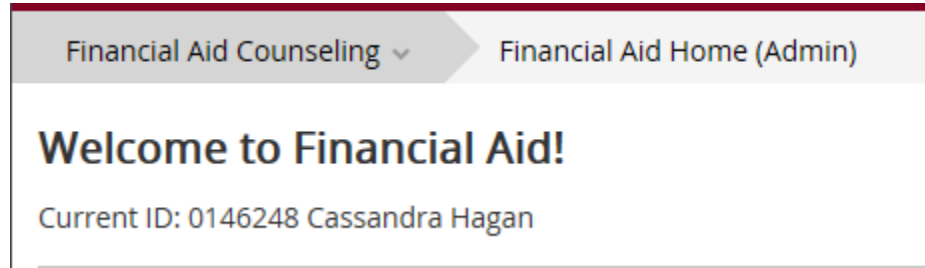 Financial Aid Counseling Financial Aid Home (Admin)
Welcome to Financial Aid!
Current ID: 0146248 Cassandra Hagan